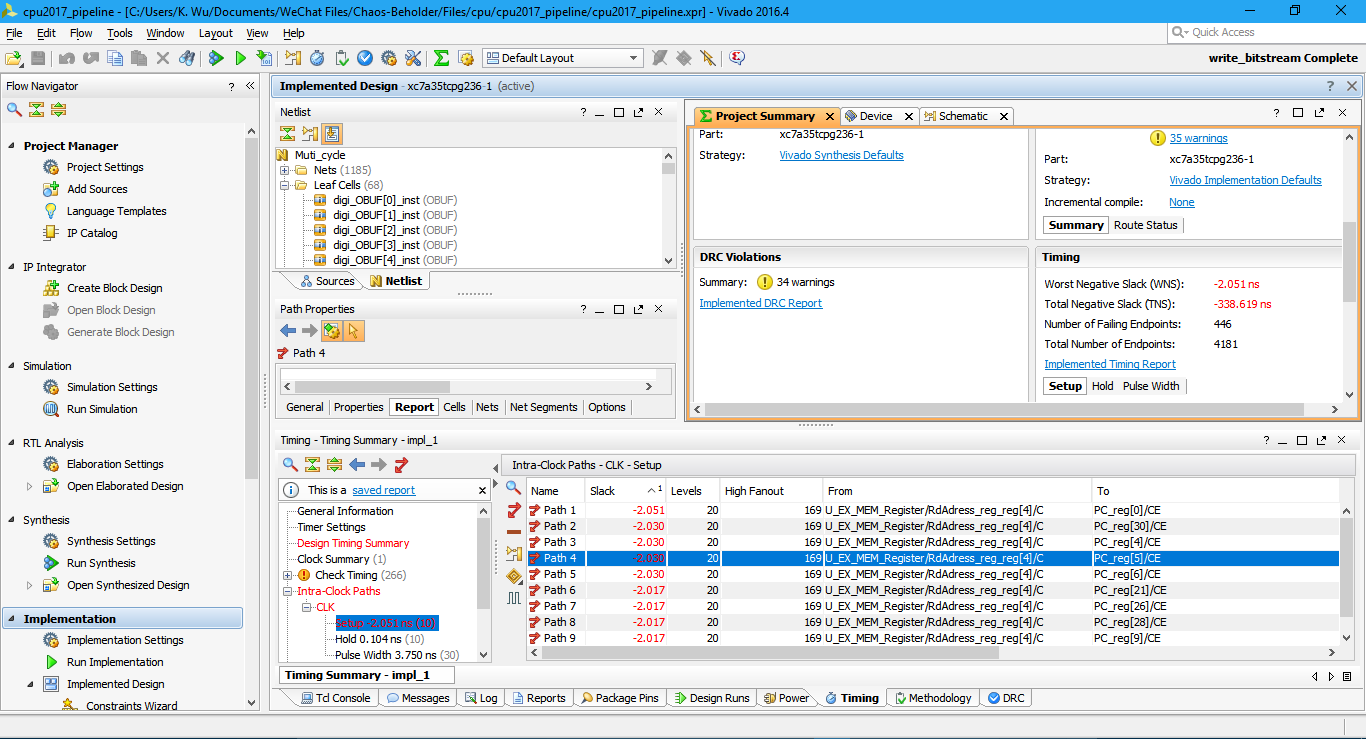 cpu2017_pipeline - [C:/Users/K. Wu/Documents/WeChat Files/Chaos-Beholder/Files/cpu/cpu2017_pipeline/cpu2017_pipeline.xpr] - Vivado 2016.4
File Edit Flow Tools Window Layout View Help
Quick Access
Default Layout
write_bitstream Complete
Flow Navigator
Project Manager
Project Settings
Add Sources
Language Templates
IP Catalog
IP Integrator
Create Block Design
Open Block Design
Generate Block Design
Simulation
Simulation Settings
Run Simulation
RTL Analysis
Elaboration Settings
Open Elaborated Design
Synthesis
Synthesis Settings
Run Synthesis
Open Synthesized Design
Implementation
Implementation Settings
Run Implementation
Implemented Design
Constraints Wizard
Implemented Design - xc7a35tcpg236-1 (active)
Netlist
Muti_cycle
Nets (1185)
Leaf Cells (68)
digi_OBUF[0]_inst (OBUF)
digi_OBUF[1]_inst (OBUF)
digi_OBUF[2]_inst (OBUF)
digi_OBUF[3]_inst (OBUF)
digi_OBUF[4]_inst (OBUF)
Sources Netlist
Path Properties
Path 4
General Properties Report Cells Nets Net Segments Options
Project Summary Device Schematic
Part: xc7a35tcpg236-1
Strategy: Vivado Synthesis Defaults
35 warnings
Part: xc7a35tcpg236-1
Strategy: Vivado Implementation Defaults
Incremental compile: None
Summary Route Status
DRC Violations
Summary: 34 warnings
Implemented DRC Report
Timing
Worst Negative Slack (WNS): -2.051 ns
Total Negative Slack (TNS): -338.619 ns
Number of Failing Endpoints: 446
Total Number of Endpoints: 4181
Implemented Timing Report
Setup Hold Pulse Width
Timing - Timing Summary - impl_1
This is a saved report
General Information
Timer Settings
Design Timing Summary
Clock Summary (1)
Check Timing (266)
Intra-Clock Paths
CLK
Setup -2.051 ns (10)
Hold 0.104 ns (10)
Pulse Width 3.750 ns (30)
Timing Summary - impl_1
Intra-Clock Paths - CLK - Setup
Name Slack 1 Levels High Fanout From To
Path 1 -2.051 20 169 U_EX_MEM_Register/RdAdress_reg_reg[4]/C PC_reg[0]/CE
Path 2 -2.030 20 169 U_EX_MEM_Register/RdAdress_reg_reg[4]/C PC_reg[30]/CE
Path 3 -2.030 20 169 U_EX_MEM_Register/RdAdress_reg_reg[4]/C PC_reg[4]/CE
Path 4 -2.030 20 169 U_EX_MEM_Register/RdAdress_reg_reg[4]/C PC_reg[5]/CE
Path 5 -2.030 20 169 U_EX_MEM_Register/RdAdress_reg_reg[4]/C PC_reg[6]/CE
Path 6 -2.017 20 169 U_EX_MEM_Register/RdAdress_reg_reg[4]/C PC_reg[21]/CE
Path 7 -2.017 20 169 U_EX_MEM_Register/RdAdress_reg_reg[4]/C PC_reg[26]/CE
Path 8 -2.017 20 169 U_EX_MEM_Register/RdAdress_reg_reg[4]/C PC_reg[28]/CE
Path 9 -2.017 20 169 U_EX_MEM_Register/RdAdress_reg_reg[4]/C PC_reg[9]/CE
Tcl Console Messages Log Reports Package Pins Design Runs Power Timing Methodology DRC